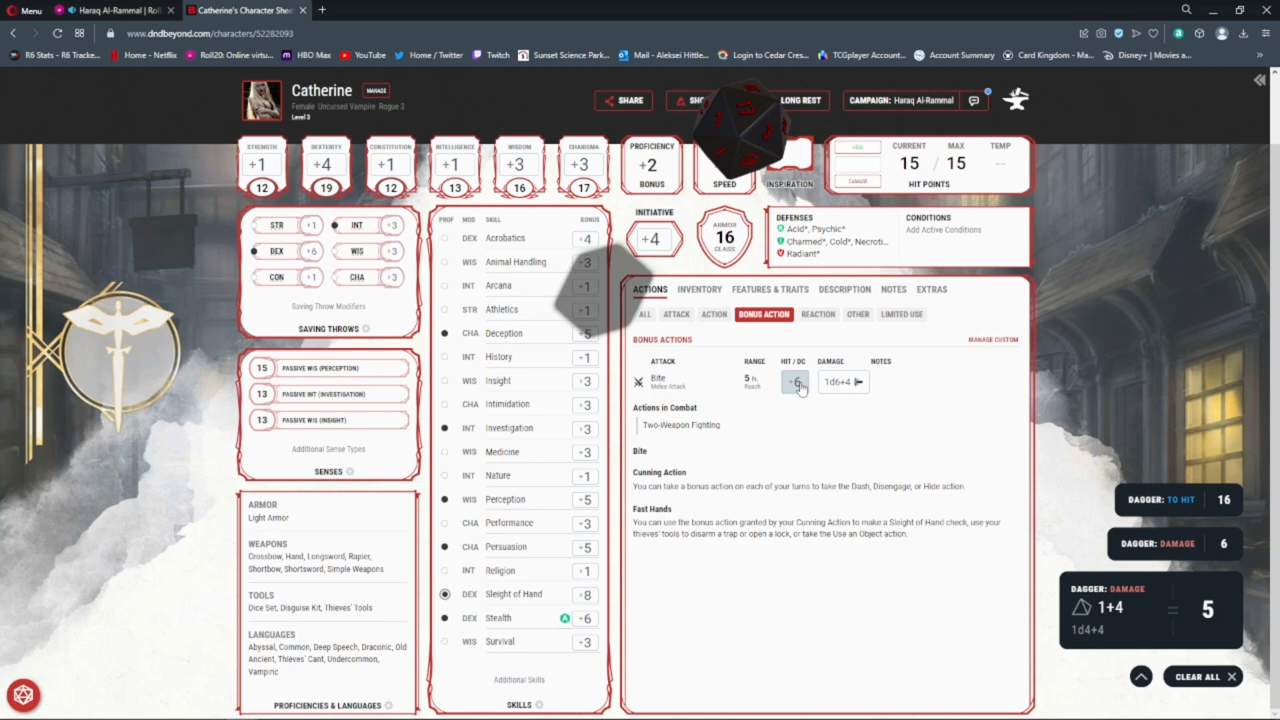 Menu
Haraq Al-Rammal | Roll
Catherine's Character She
www.dndbeyond.com/characters/52282093
R6 Stats - R6 Tracke...
Home - Netflix
Roll20: Online virtu...
HBO Max
YouTube
Home / Twitter
Twitch
Sunset Science Park...
Mail - Aleksei Hittle...
Login to Cedar Cres...
TCGplayer Account...
Account Summary
Card Kingdom - Ma...
Disney+ | Movies a...
Catherine
MANAGE
Female Uncursed Vampire Rogue 3
Level 3
SHARE
LONG REST
CAMPAIGN: Haraq Al-Rammal
STRENGTH
+1
12
DEXTERITY
+4
19
CONSTITUTION
+1
12
INTELLIGENCE
+1
13
WISDOM
+3
16
CHARISMA
+3
17
PROFICIENCY
+2
BONUS
SPEED
INSPIRATION
HEAL
DAMAGE
CURRENT
15
/
MAX
15
TEMP
--
HIT POINTS
STR +1
INT +3
DEX +6
WIS +3
CON +1
CHA +3
Saving Throw Modifiers
SAVING THROWS
15 PASSIVE WIS (PERCEPTION)
13 PASSIVE INT (INVESTIGATION)
13 PASSIVE WIS (INSIGHT)
Additional Sense Types
SENSES
ARMOR
Light Armor
WEAPONS
Crossbow, Hand, Longsword, Rapier,
Shortbow, Shortsword, Simple Weapons
TOOLS
Dice Set, Disguise Kit, Thieves' Tools
LANGUAGES
Abyssal, Common, Deep Speech, Draconic, Old
Ancient, Thieves' Cant, Undercommon,
Vampiric
PROFICIENCIES & LANGUAGES
PROF MOD SKILL BONUS
DEX Acrobatics +4
WIS Animal Handling +3
INT Arcana +1
STR Athletics +1
CHA Deception +5
INT History +1
WIS Insight +3
CHA Intimidation +3
INT Investigation +3
WIS Medicine +3
INT Nature +1
WIS Perception +5
CHA Performance +3
CHA Persuasion +5
INT Religion +1
DEX Sleight of Hand +8
DEX Stealth A +6
WIS Survival +3
Additional Skills
SKILLS
INITIATIVE
+4
ARMOR
16
CLASS
DEFENSES
Acid*, Psychic*
Charmed*, Cold*, Necroti...
Radiant*
CONDITIONS
Add Active Conditions
ACTIONS INVENTORY FEATURES & TRAITS DESCRIPTION NOTES EXTRAS
ALL ATTACK ACTION BONUS ACTION REACTION OTHER LIMITED USE
BONUS ACTIONS
MANAGE CUSTOM
ATTACK RANGE HIT / DC DAMAGE NOTES
Bite 5 ft. +6 1d6+4
Melee Attack Reach
Actions in Combat
Two-Weapon Fighting
Bite
Cunning Action
You can take a bonus action on each of your turns to take the Dash, Disengage, or Hide action.
Fast Hands
You can use the bonus action granted by your Cunning Action to make a Sleight of Hand check, use your
thieves' tools to disarm a trap or open a lock, or take the Use an Object action.
DAGGER: TO HIT 16
DAGGER: DAMAGE 6
DAGGER: DAMAGE
1+4 = 5
1d4+4
CLEAR ALL